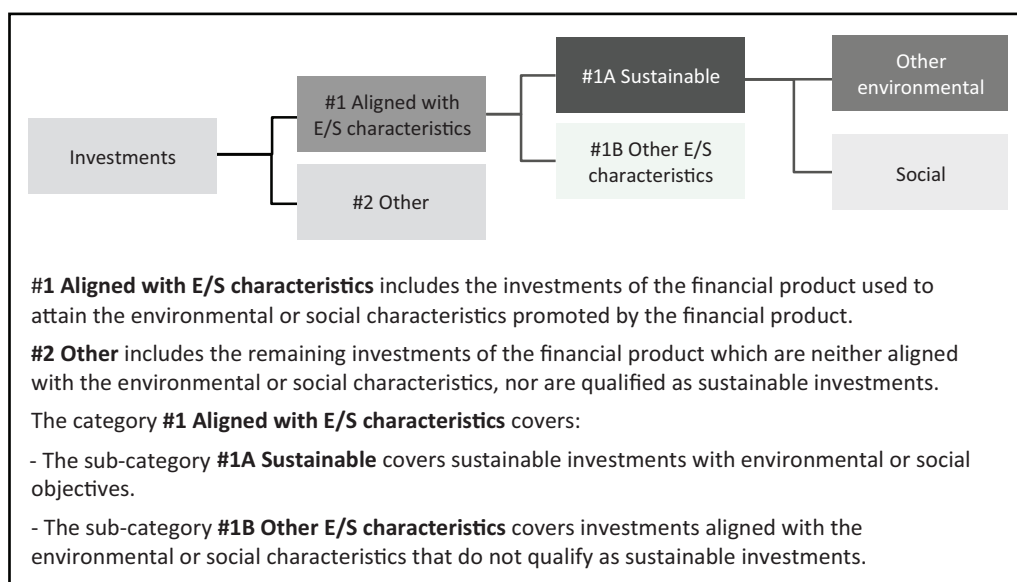 Investments
#1 Aligned with
E/S characteristics
#2 Other
#1A Sustainable
#1B Other E/S
characteristics
Other
environmental
Social
#1 Aligned with E/S characteristics includes the investments of the financial product used to
attain the environmental or social characteristics promoted by the financial product.
#2 Other includes the remaining investments of the financial product which are neither aligned
with the environmental or social characteristics, nor are qualified as sustainable investments.
The category #1 Aligned with E/S characteristics covers:
- The sub-category #1A Sustainable covers sustainable investments with environmental or social
objectives.
- The sub-category #1B Other E/S characteristics covers investments aligned with the
environmental or social characteristics that do not qualify as sustainable investments.